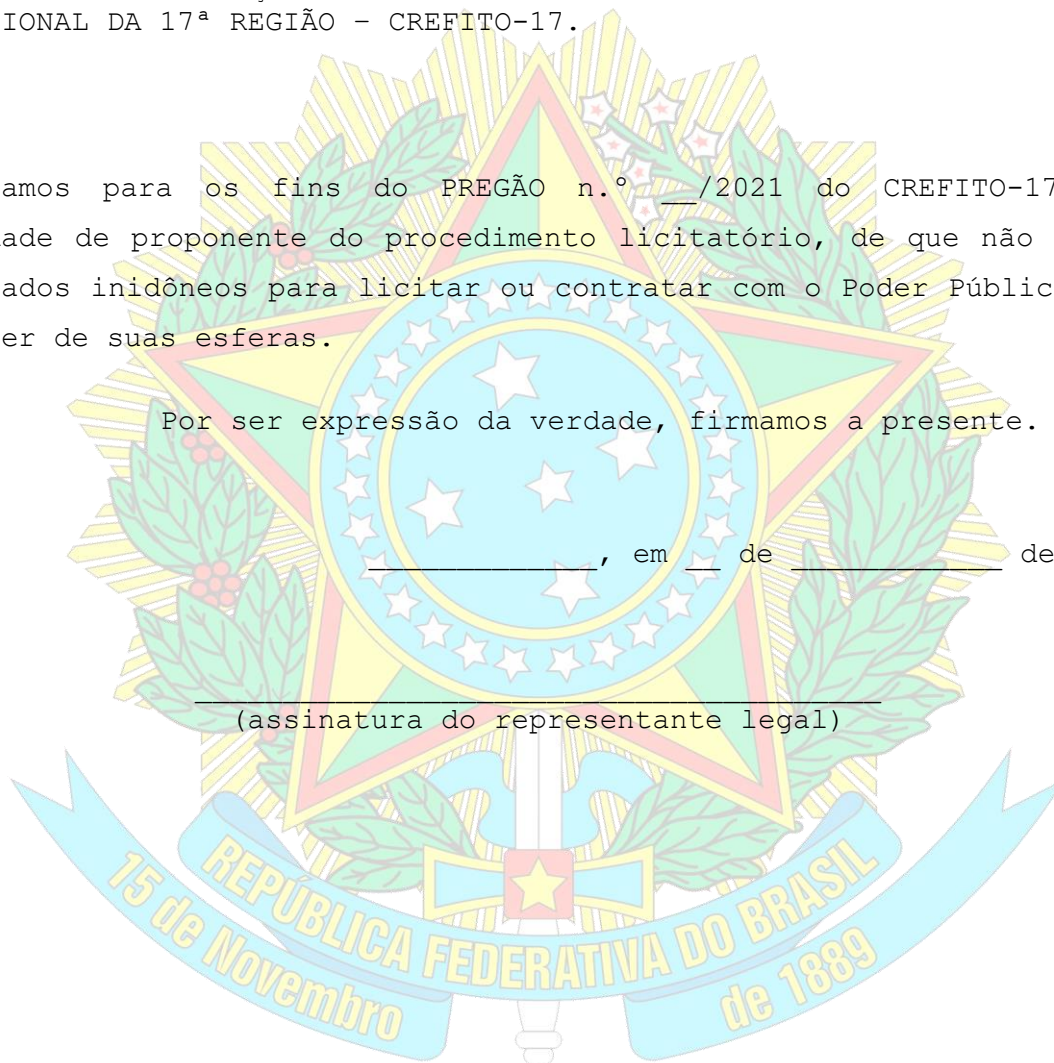 IONAL DA 17ª REGIÃO – CREFITO-17.
amos para os fins do PREGÃO n.º __/2021 do CREFITO-17
ade de proponente do procedimento licitatório, de que não
ados inidôneos para licitar ou contratar com o Poder Públic
er de suas esferas.
Por ser expressão da verdade, firmamos a presente.
_____________, em __ de ____________ de
_______________________________________
(assinatura do representante legal)
REPÚBLICA FEDERATIVA DO BRASIL
15 de Novembro
de 1889